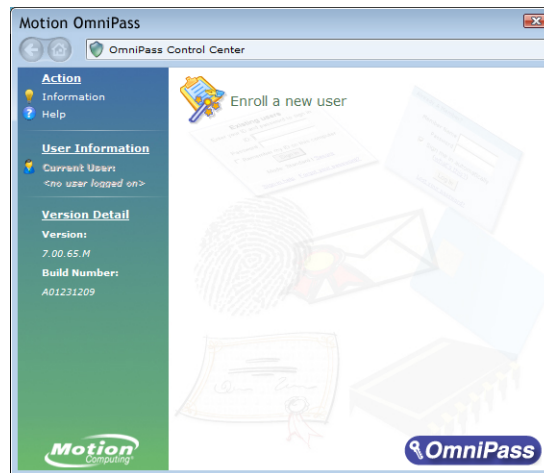 Motion OmniPass
OmniPass Control Center
Action
Information
Help
User Information
Current User:
<no user logged on>
Version Detail
Version:
7.00.65.M
Build Number:
A01231209
Enroll a new user
Motion
Computing
OmniPass